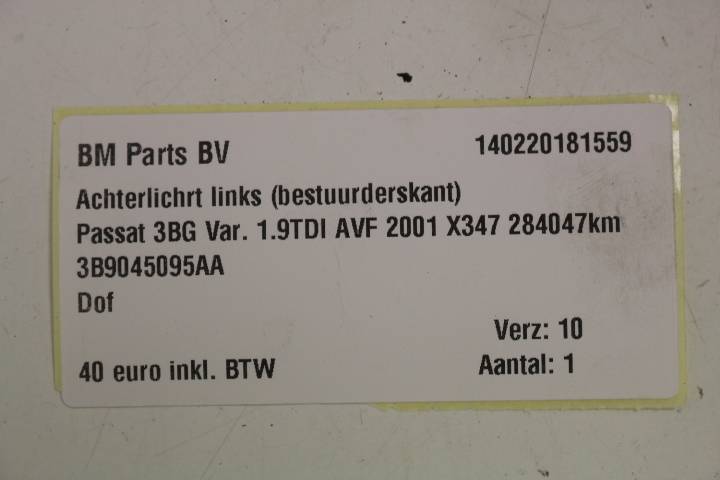 BM Parts BV 140220181559
Achterlichrt links (bestuurderskant)
Passat 3BG Var. 1.9TDI AVF 2001 X347 284047km
3B9045095AA
Dof
Verz: 10
40 euro inkl. BTW Aantal: 1